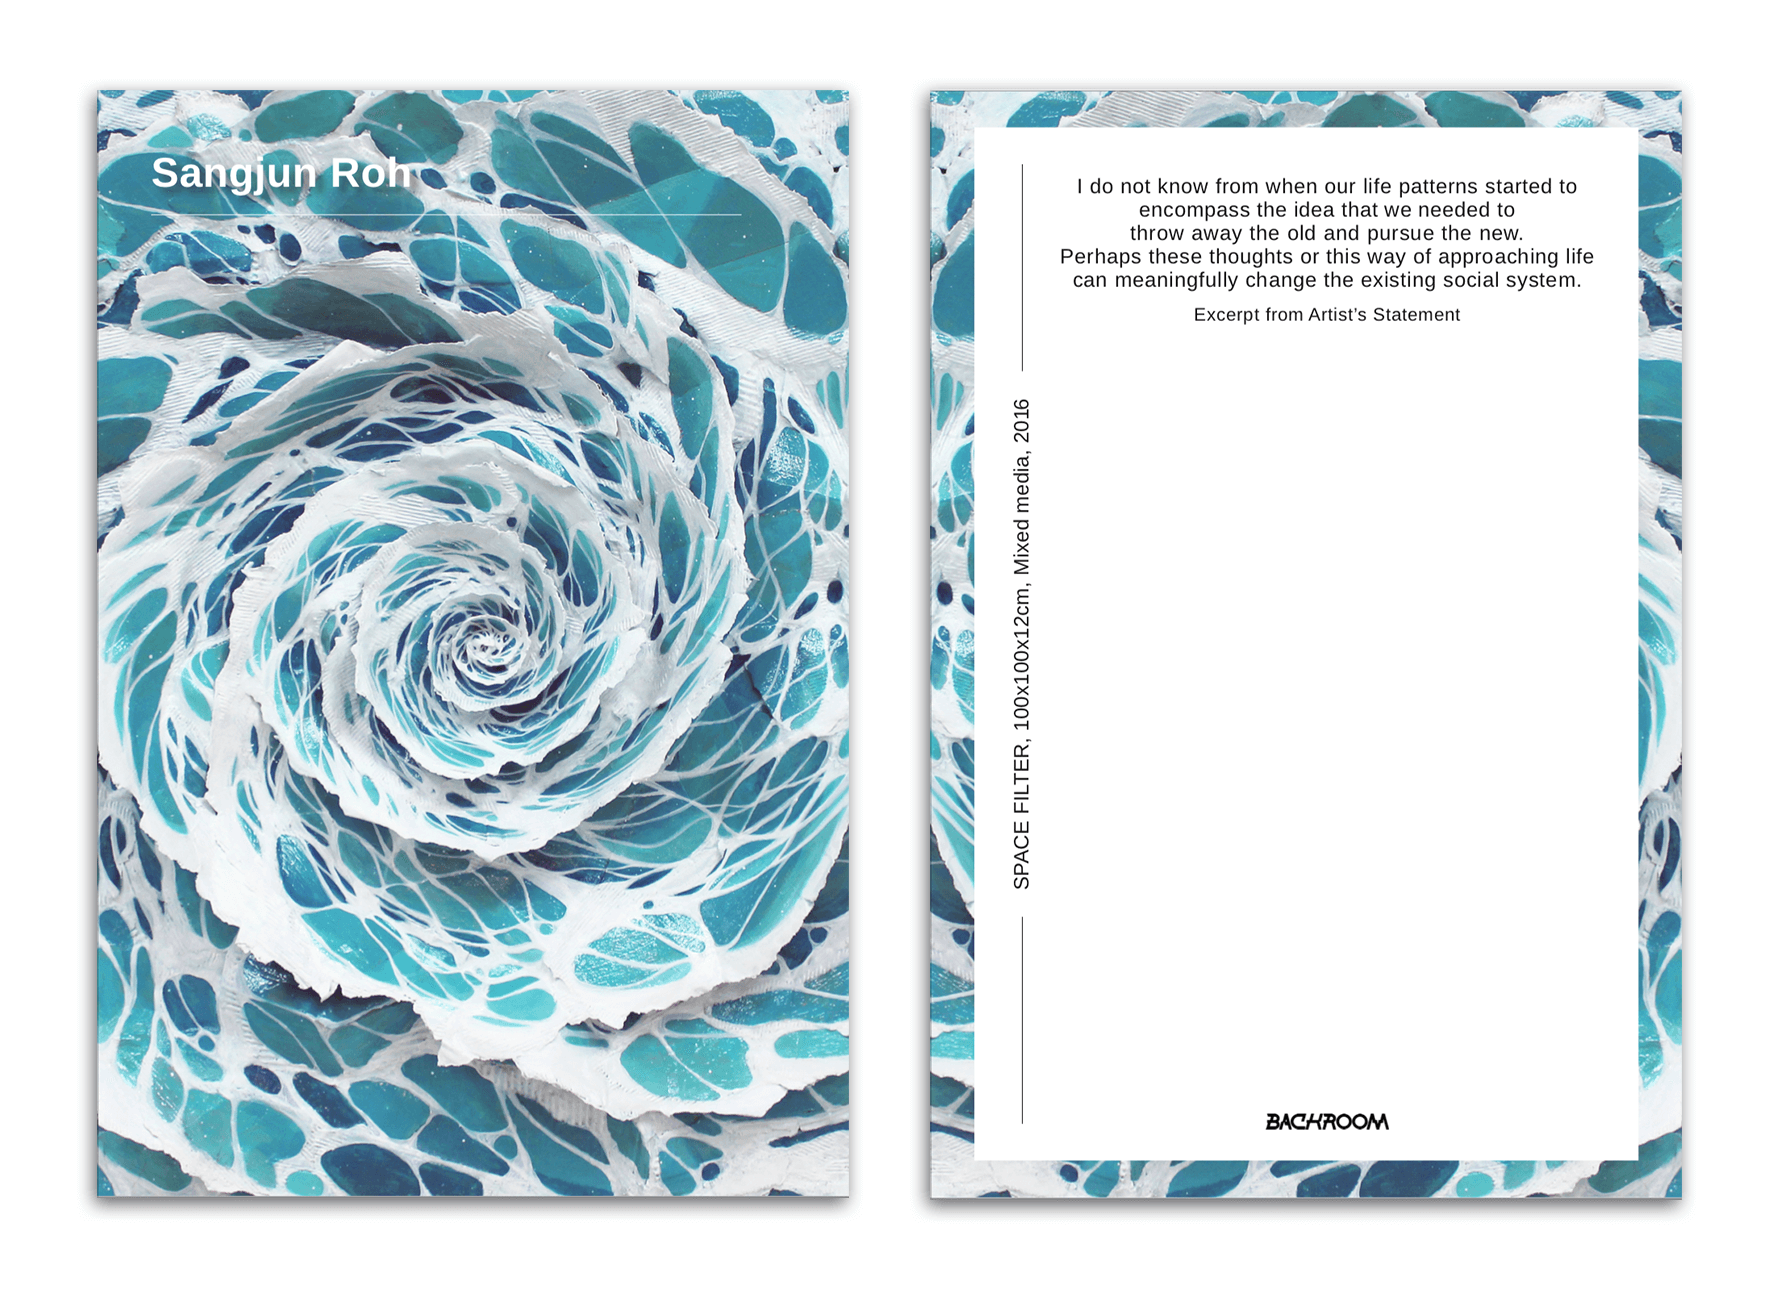 Sangjun Roh
I do not know from when our life patterns started to
encompass the idea that we needed to
throw away the old and pursue the new.
Perhaps these thoughts or this way of approaching life
can meaningfully change the existing social system.
Excerpt from Artist’s Statement
SPACE FILTER, 100x100x12cm, Mixed media, 2016
BACKROOM